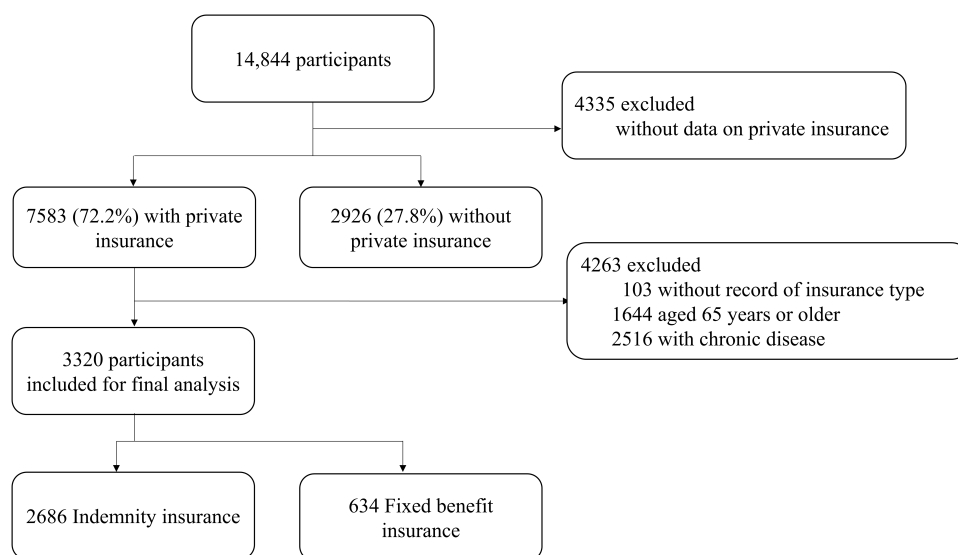 14,844 participants
4335 excluded
without data on private insurance
7583 (72.2%) with private
insurance
2926 (27.8%) without
private insurance
4263 excluded
103 without record of insurance type
1644 aged 65 years or older
2516 with chronic disease
3320 participants
included for final analysis
2686 Indemnity insurance
634 Fixed benefit
insurance